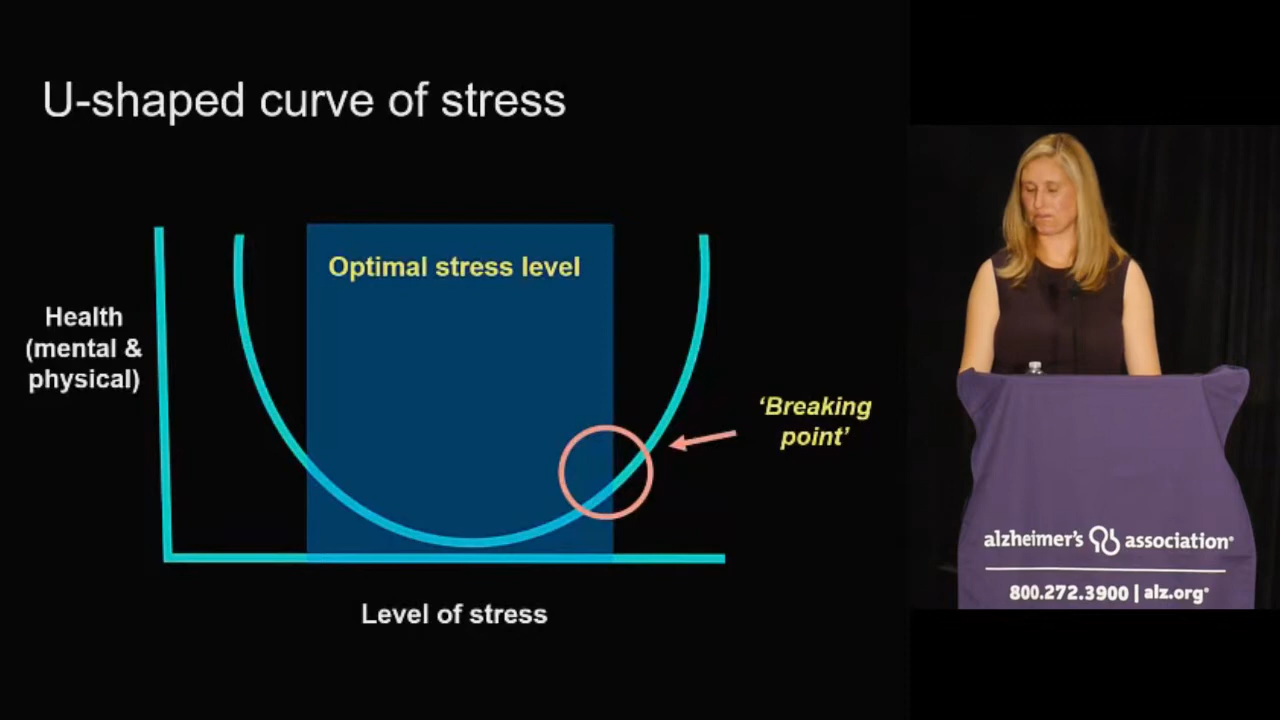 U-shaped curve of stress
Optimal stress level
Health
(mental &
physical)
‘Breaking
point’
Level of stress
alzheimer's association®
800.272.3900 | alz.org®